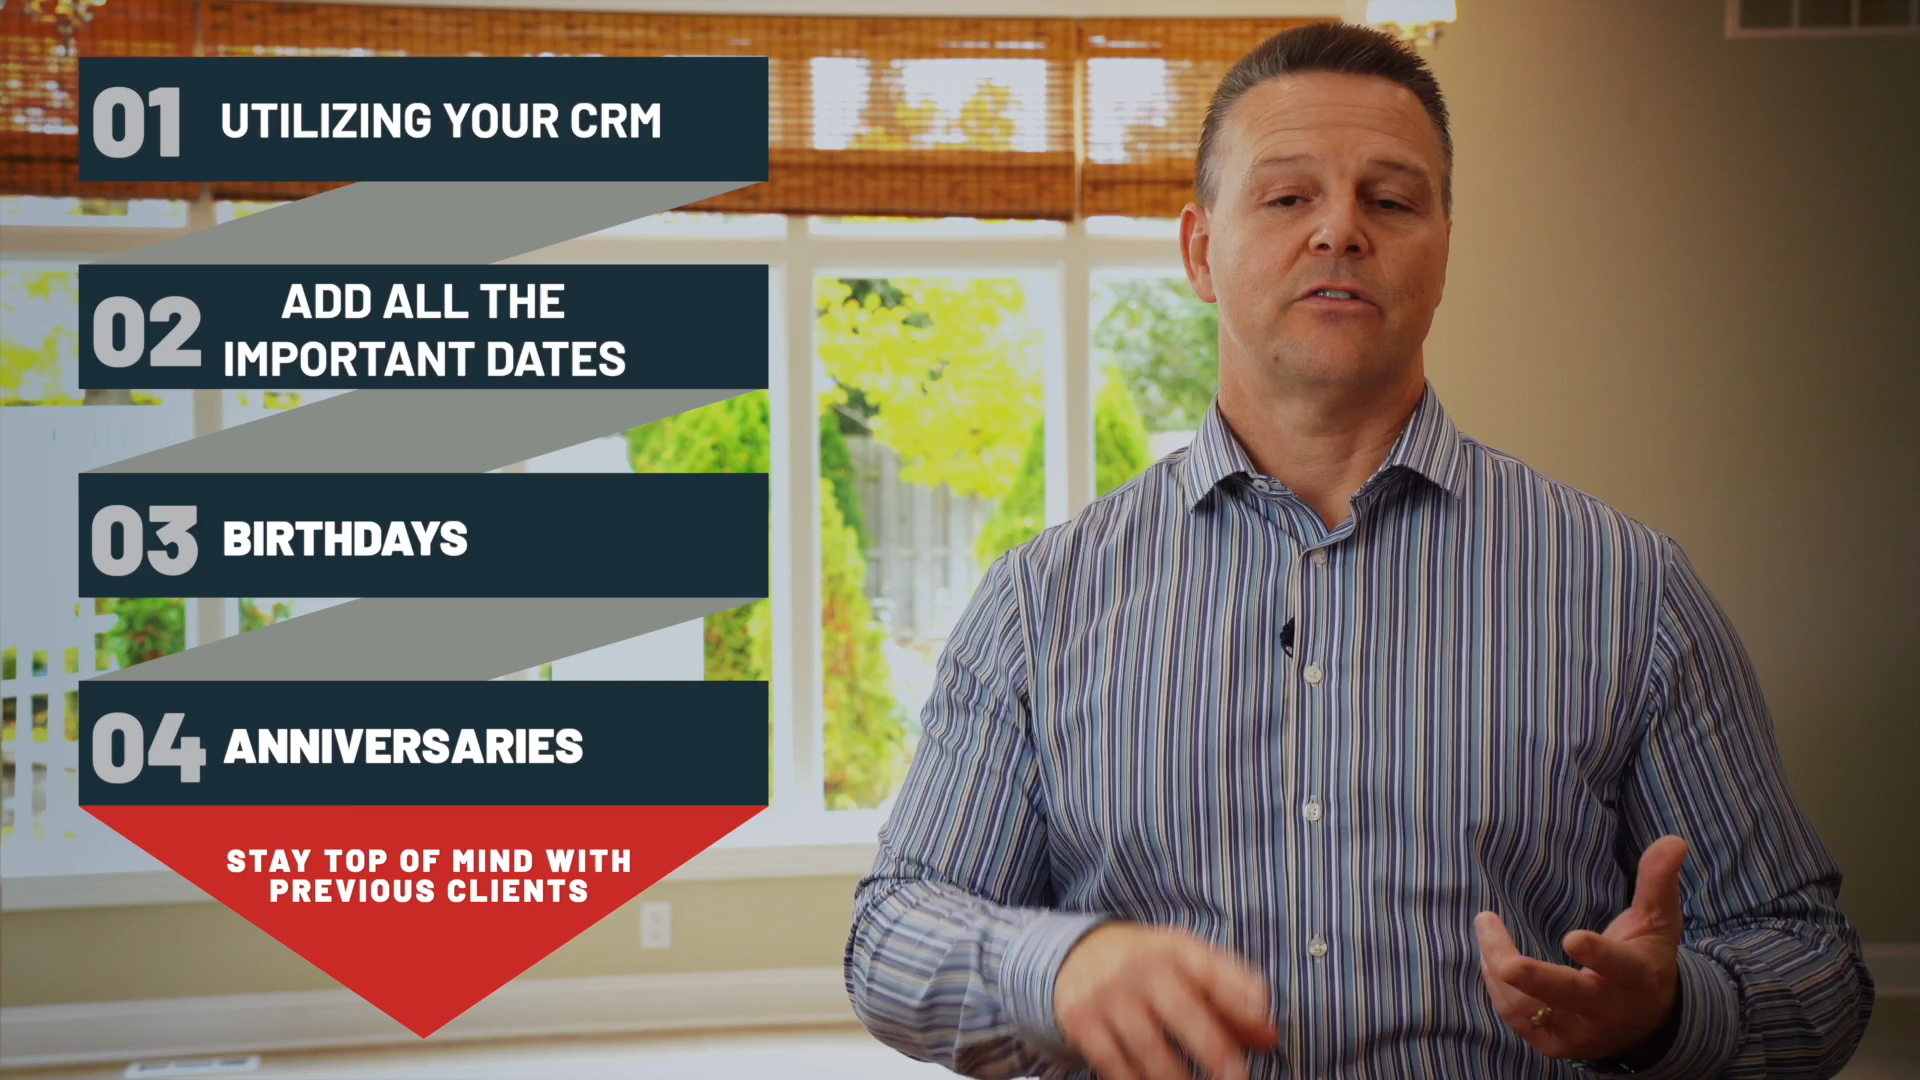 01 UTILIZING YOUR CRM
02 ADD ALL THE
IMPORTANT DATES
03 BIRTHDAYS
04 ANNIVERSARIES
STAY TOP OF MIND WITH
PREVIOUS CLIENTS